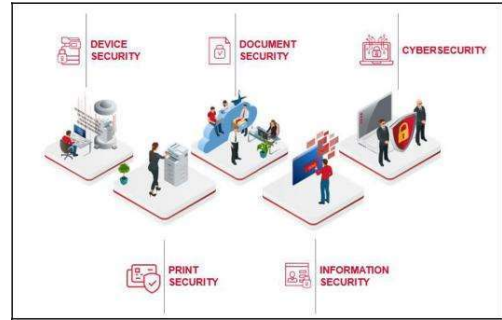 DEVICE
SECURITY
DOCUMENT
SECURITY
CYBERSECURITY
PRINT
SECURITY
INFORMATION
SECURITY